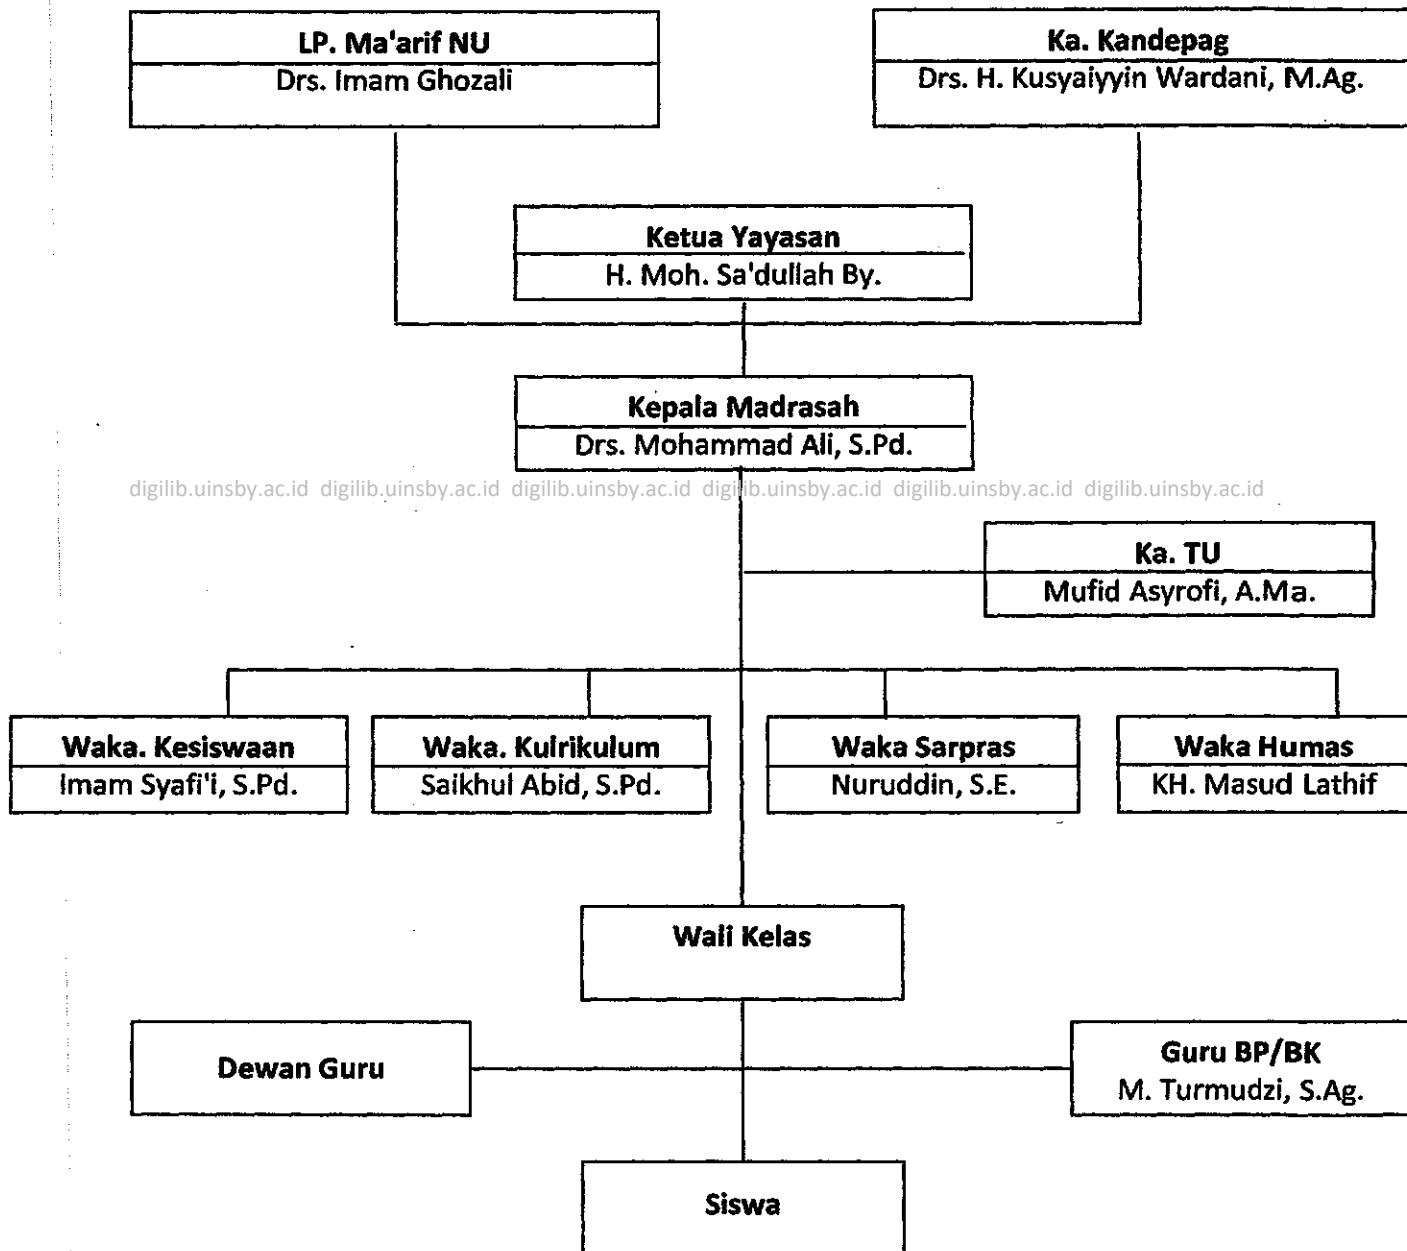 LP. Ma'arif NU
Drs. Imam Ghozali
Ka. Kandepag
Drs. H. Kusyaiyyin Wardani, M.Ag.
Ketua Yayasan
H. Moh. Sa'dullah By.
Kepala Madrasah
Drs. Mohammad Ali, S.Pd.
digilib.uinsby.ac.id digilib.uinsby.ac.id digilib.uinsby.ac.id digilib.uinsby.ac.id digilib.uinsby.ac.id digilib.uinsby.ac.id
Ka. TU
Mufid Asyrofi, A.Ma.
Waka. Kesiswaan
Imam Syafi'i, S.Pd.
Waka. Kuirikulum
Saikhul Abid, S.Pd.
Waka Sarpras
Nuruddin, S.E.
Waka Humas
KH. Masud Lathif
Wali Kelas
Dewan Guru
Guru BP/BK
M. Turmudzi, S.Ag.
Siswa